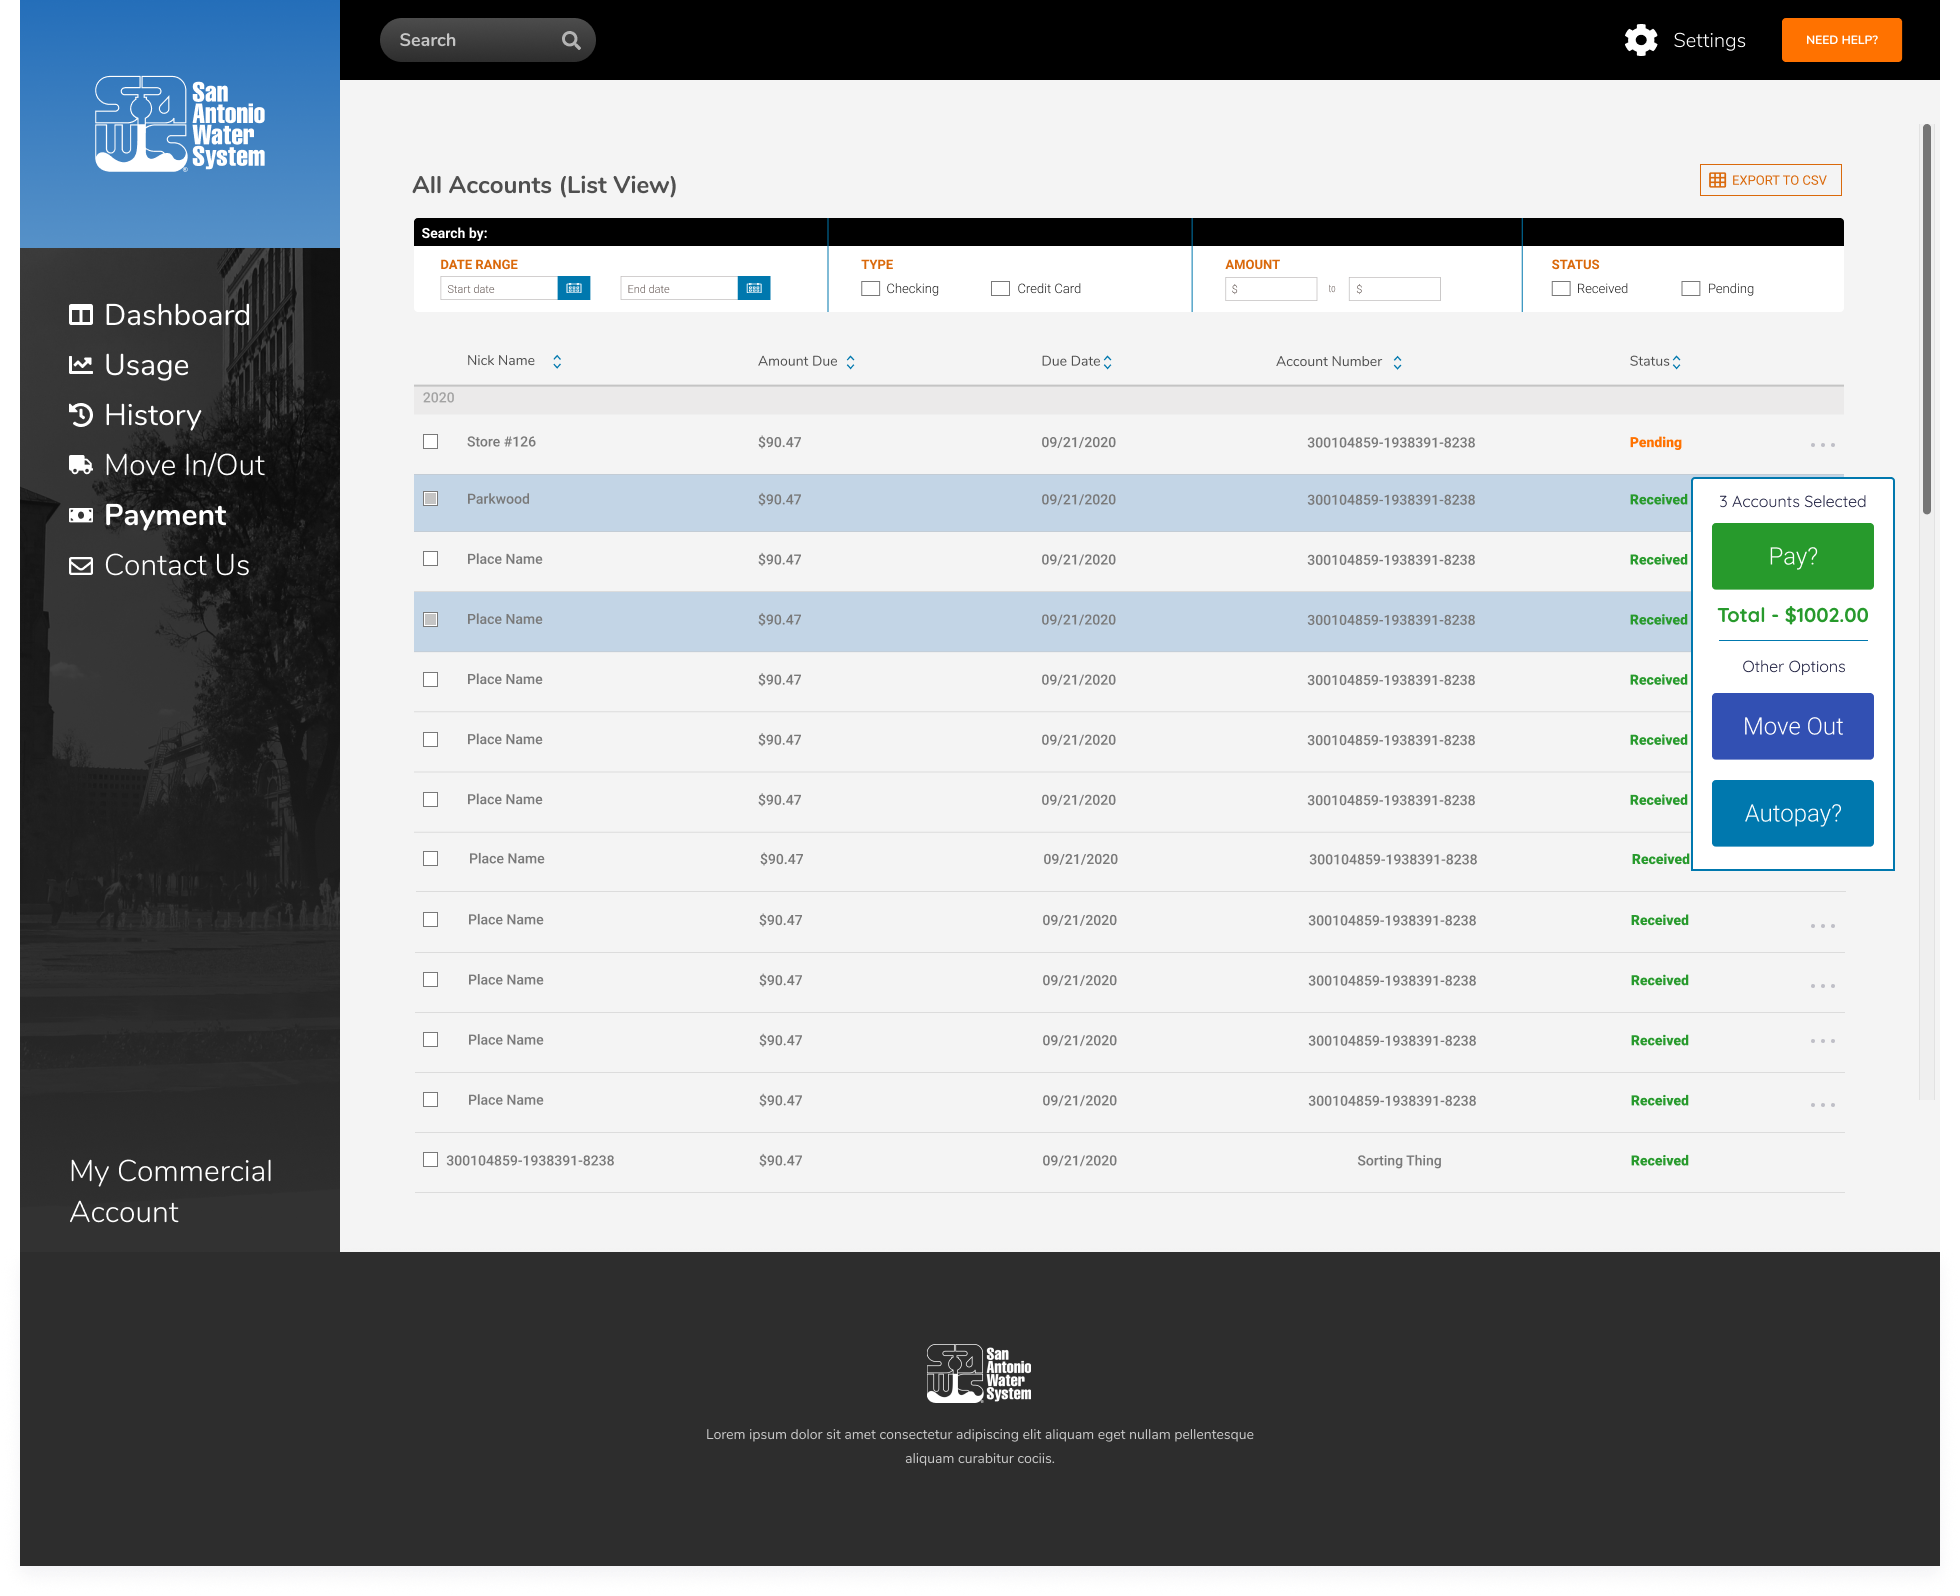 San
Antonio
Water
System
Search
Settings
NEED HELP?
Dashboard
Usage
History
Move In/Out
Payment
Contact Us
My Commercial
Account
All Accounts (List View)
EXPORT TO CSV
Search by:
DATE RANGE TYPE AMOUNT STATUS
Start date End date Checking Credit Card $ to $ Received Pending
Nick Name Amount Due Due Date Account Number Status
2020
Store #126 $90.47 09/21/2020 300104859-1938391-8238 Pending
Parkwood $90.47 09/21/2020 300104859-1938391-8238 Received
Place Name $90.47 09/21/2020 300104859-1938391-8238 Received
Place Name $90.47 09/21/2020 300104859-1938391-8238 Received
Place Name $90.47 09/21/2020 300104859-1938391-8238 Received
Place Name $90.47 09/21/2020 300104859-1938391-8238 Received
Place Name $90.47 09/21/2020 300104859-1938391-8238 Received
Place Name $90.47 09/21/2020 300104859-1938391-8238 Received
Place Name $90.47 09/21/2020 300104859-1938391-8238 Received
Place Name $90.47 09/21/2020 300104859-1938391-8238 Received
Place Name $90.47 09/21/2020 300104859-1938391-8238 Received
Place Name $90.47 09/21/2020 300104859-1938391-8238 Received
300104859-1938391-8238 $90.47 09/21/2020 Sorting Thing Received
3 Accounts Selected
Pay?
Total - $1002.00
Other Options
Move Out
Autopay?
San
Antonio
Water
System
Lorem ipsum dolor sit amet consectetur adipiscing elit aliquam eget nullam pellentesque
aliquam curabitur cociis.